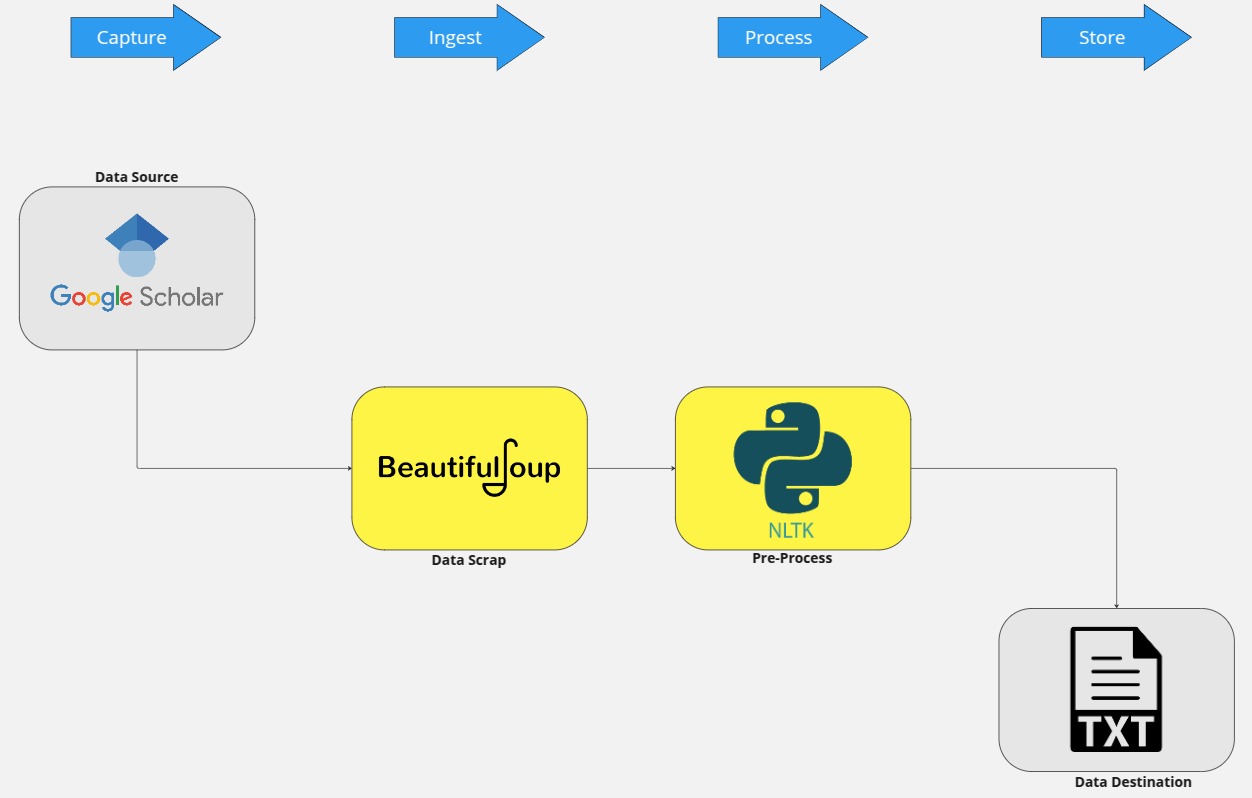 Capture
Ingest
Process
Store
Data Source
Google Scholar
BeautifulSoup
Data Scrap
NLTK
Pre-Process
TXT
Data Destination